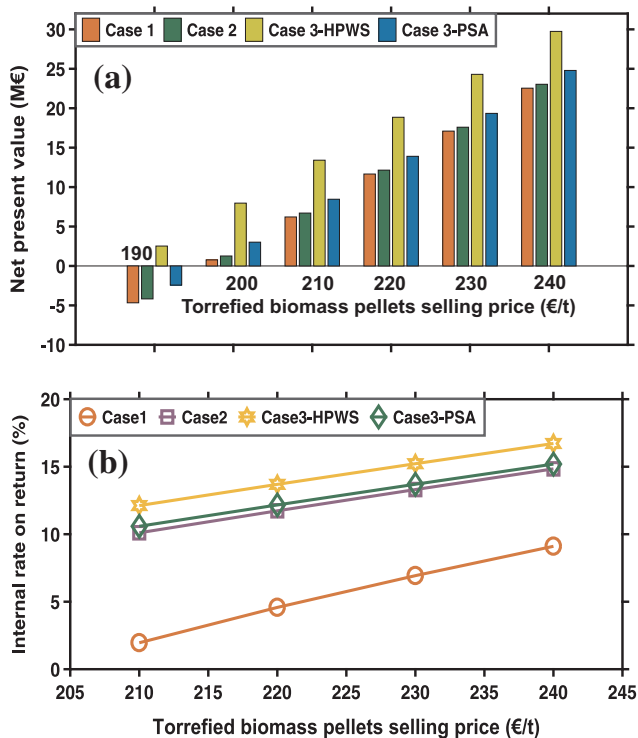 Case 1 Case 2 Case 3-HPWS Case 3-PSA
(a)
Net present value (M€)
30
25
20
15
10
5
0
-5
-10
190
200 210 220 230 240
Torrefied biomass pellets selling price (€/t)
Case1 Case2 Case3-HPWS Case3-PSA
(b)
Internal rate on return (%)
20
15
10
5
0
205 210 215 220 225 230 235 240 245
Torrefied biomass pellets selling price (€/t)